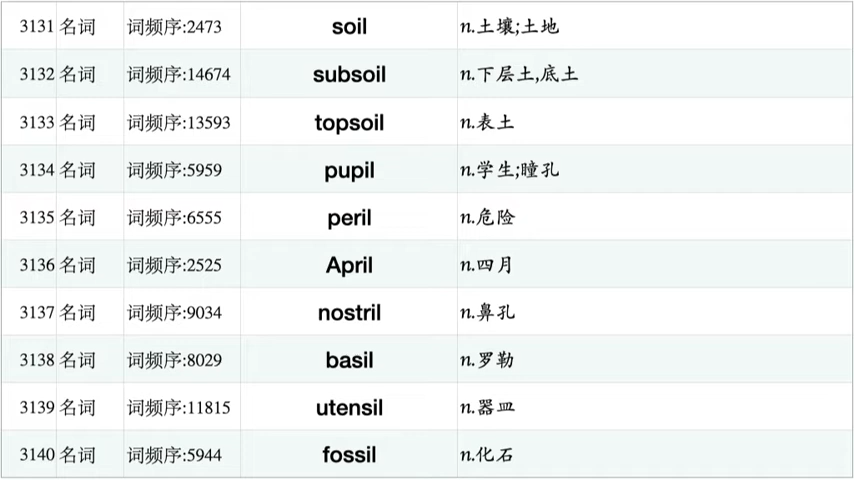 3131 名词 词频序:2473 soil n.土壤;土地
3132 名词 词频序:14674 subsoil n.下层土,底土
3133 名词 词频序:13593 topsoil n.表土
3134 名词 词频序:5959 pupil n.学生;瞳孔
3135 名词 词频序:6555 peril n.危险
3136 名词 词频序:2525 April n.四月
3137 名词 词频序:9034 nostril n.鼻孔
3138 名词 词频序:8029 basil n.罗勒
3139 名词 词频序:11815 utensil n.器皿
3140 名词 词频序:5944 fossil n.化石